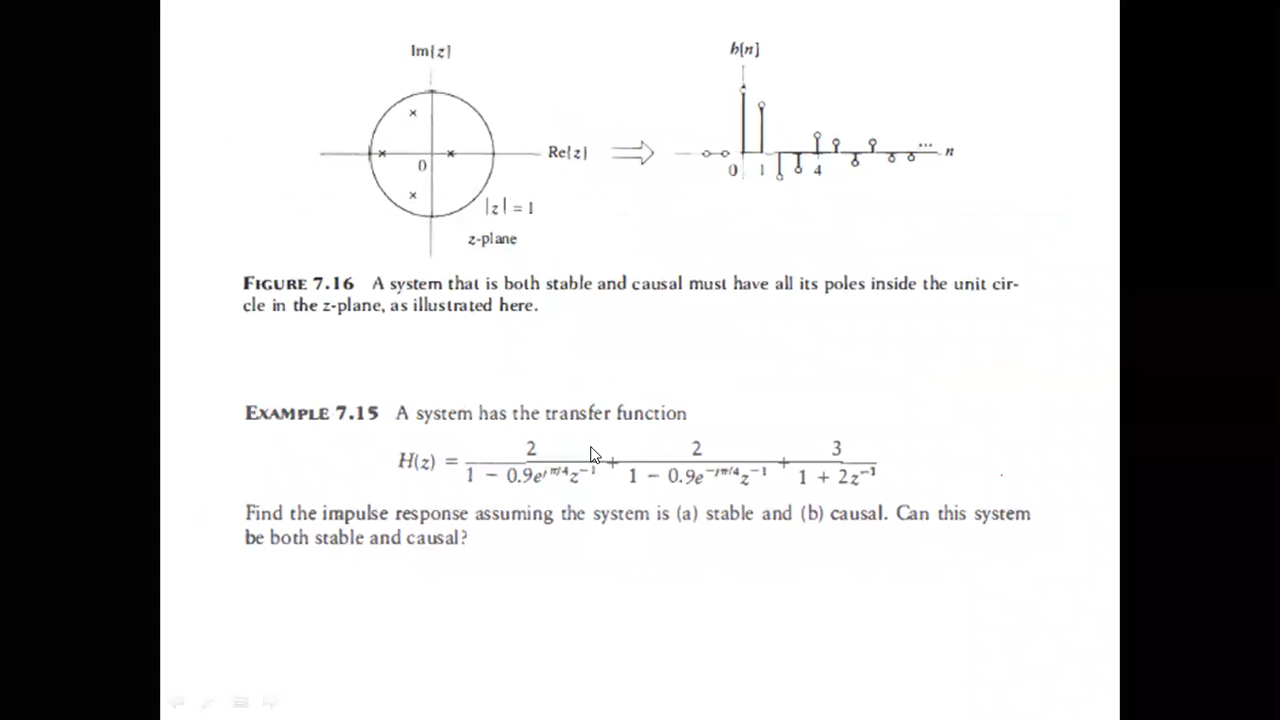 Im{z}
h[n]
0
Re{z}
0 1 4
...
n
|z| = 1
z-plane
FIGURE 7.16 A system that is both stable and causal must have all its poles inside the unit cir-
cle in the z-plane, as illustrated here.
EXAMPLE 7.15 A system has the transfer function
H(z) = 2/(1 − 0.9e^{jπ/4}z^{−1}) + 2/(1 − 0.9e^{−jπ/4}z^{−1}) + 3/(1 + 2z^{−1})
Find the impulse response assuming the system is (a) stable and (b) causal. Can this system
be both stable and causal?